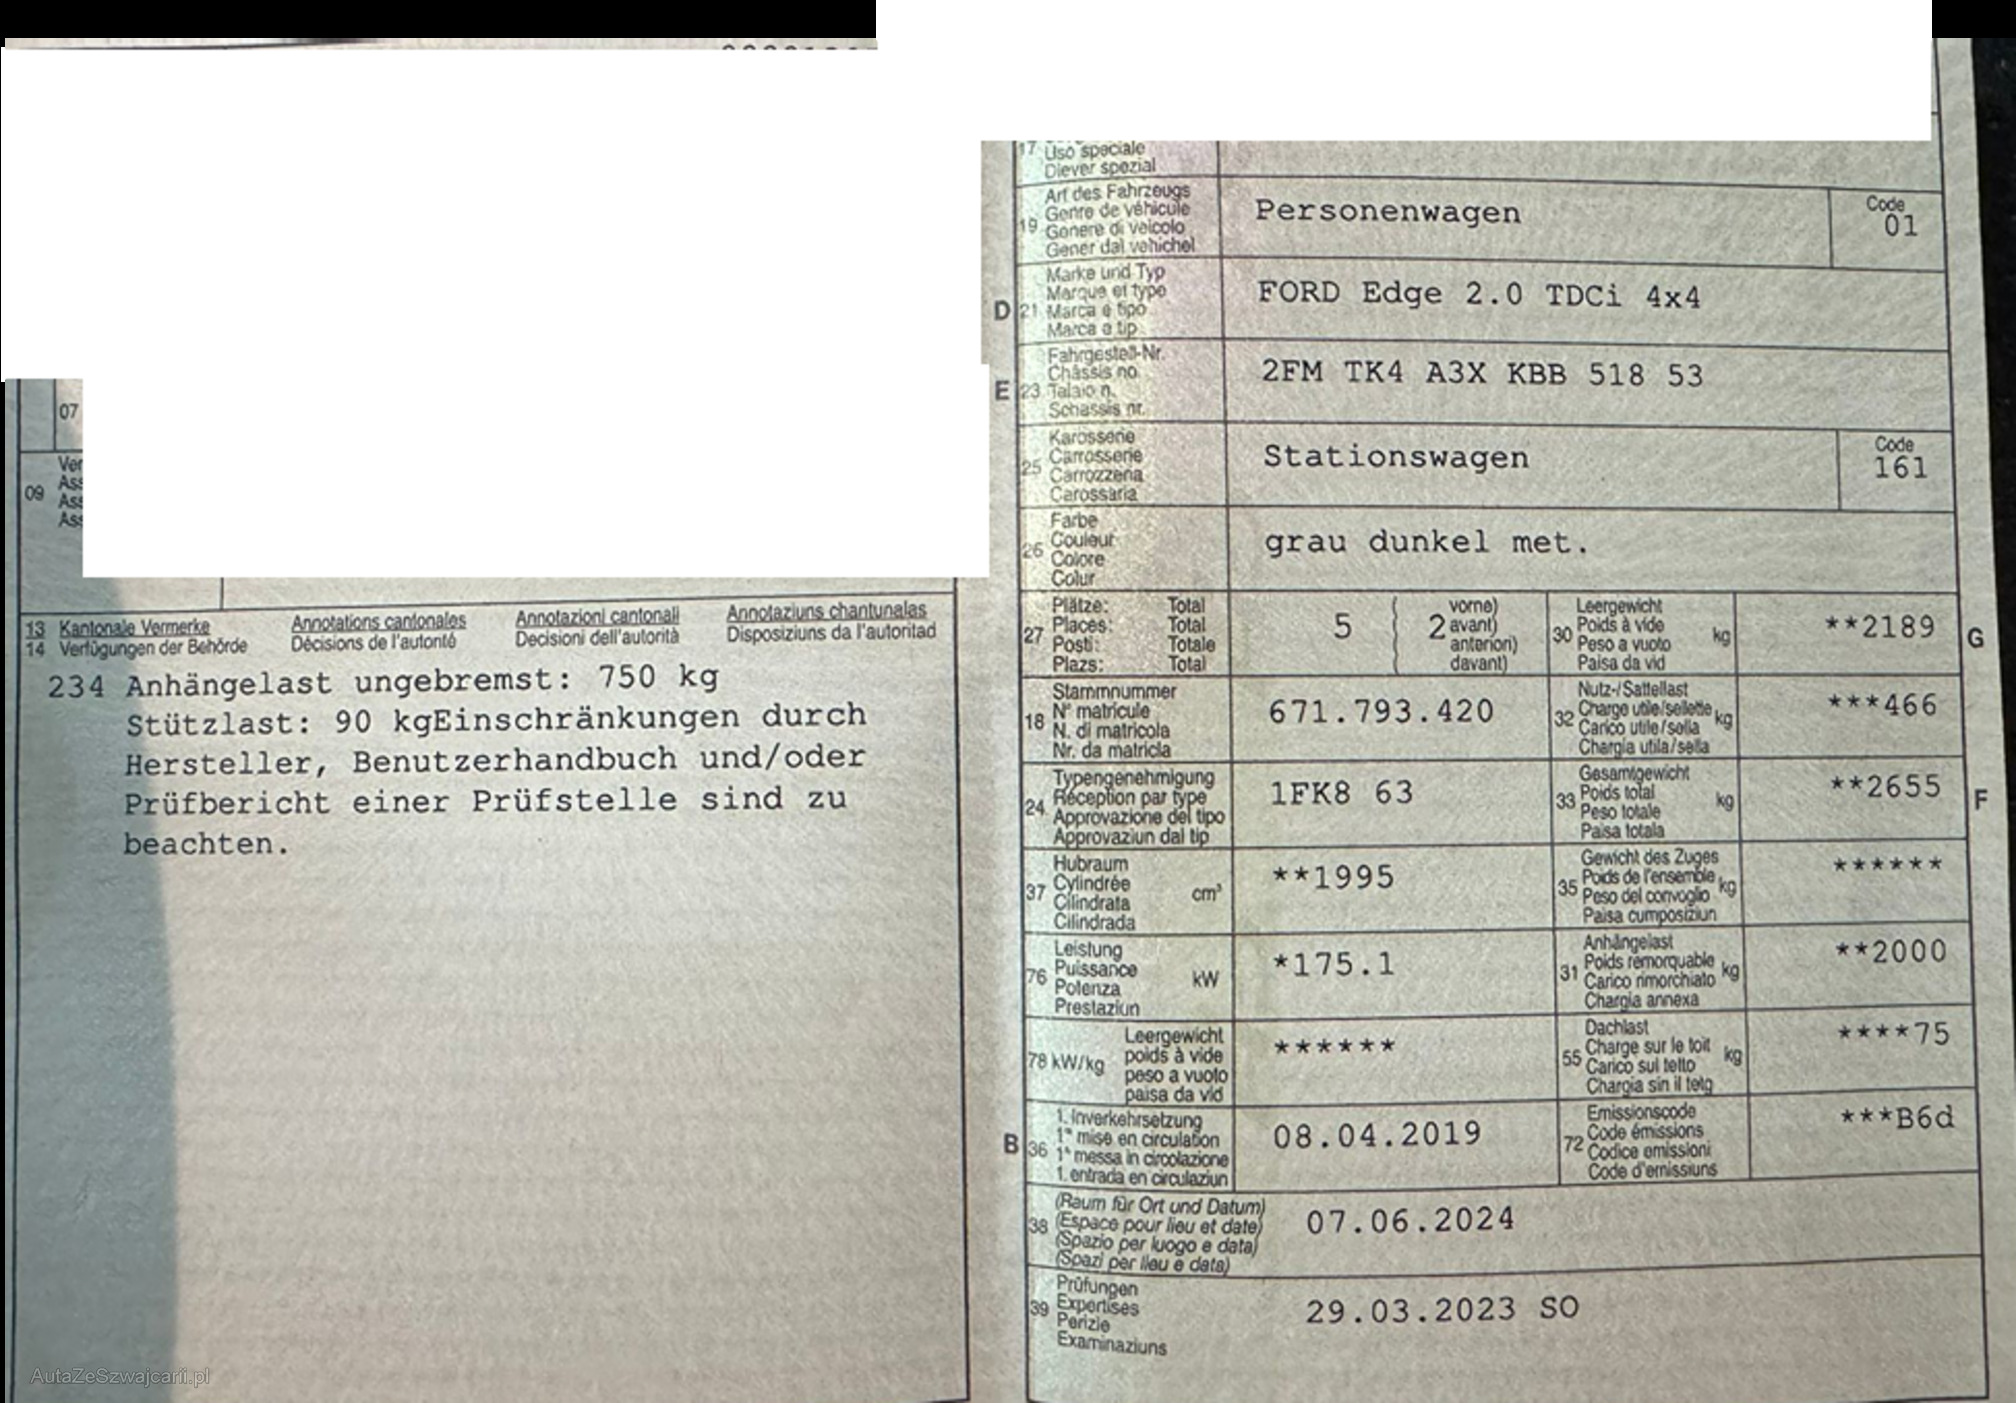 07
Ver
09
Ass
Ass
Ass
13 Kantonale Vermerke Annotations cantonales Annotazioni cantonali Annotaziuns chantunalas
14 Verfügungen der Behörde Décisions de l'autorité Decisioni dell'autorità Disposiziuns da l'autoritad
234 Anhängelast ungebremst: 750 kg
Stützlast: 90 kgEinschränkungen durch
Hersteller, Benutzerhandbuch und/oder
Prüfbericht einer Prüfstelle sind zu
beachten.
AutaZeSzwajcarii.pl
17 Uso speciale
Diever spezial
19 Art des Fahrzeugs
Genre de véhicule
Genere di veicolo
Gener dal vehichel
Personenwagen
Code
01
D 21 Marke und Typ
Marque et type
Marca e tipo
Marca e tip
FORD Edge 2.0 TDCi 4x4
E 23 Fahrgestell-Nr.
Châssis no
Telaio n.
Schassis nr.
2FM TK4 A3X KBB 518 53
25 Karosserie
Carrosserie
Carrozzeria
Carossaria
Stationswagen
Code
161
26 Farbe
Couleur
Colore
Colur
grau dunkel met.
27 Plätze: Total
Places: Total
Posti: Totale
Plazs: Total
5 ( 2 vorne)
avant)
anteriori)
davant)
30 Leergewicht
Poids à vide kg
Peso a vuoto
Paisa da vid
**2189
G
18 Stammnummer
N° matricule
N. di matricola
Nr. da matricla
671.793.420
32 Nutz-/Sattellast
Charge utile/sellette kg
Carico utile/sella
Chargia utila/sella
***466
24 Typengenehmigung
Réception par type
Approvazione del tipo
Approvaziun dal tip
1FK8 63
33 Gesamtgewicht
Poids total kg
Peso totale
Paisa totala
**2655
F
37 Hubraum
Cylindrée cm³
Cilindrata
Cilindrada
**1995
35 Gewicht des Zuges
Poids de l'ensemble kg
Peso del convoglio
Paisa cumposiziun
******
76 Leistung
Puissance kW
Potenza
Prestaziun
*175.1
31 Anhängelast
Poids remorquable kg
Carico rimorchiato
Chargia annexa
**2000
78 kW/kg Leergewicht
poids à vide
peso a vuoto
paisa da vid
******
55 Dachlast
Charge sur le toit kg
Carico sul tetto
Chargia sin il tetg
****75
B 36 1. Inverkehrsetzung
1re mise en circulation
1a messa in circolazione
1. entrada en circulaziun
08.04.2019
72 Emissionscode
Code émissions
Codice emissioni
Code d'emissiuns
***B6d
38 (Raum für Ort und Datum)
(Espace pour lieu et date)
(Spazio per luogo e data)
(Spazi per lieu e data)
07.06.2024
39 Prüfungen
Expertises
Perizie
Examinaziuns
29.03.2023 SO